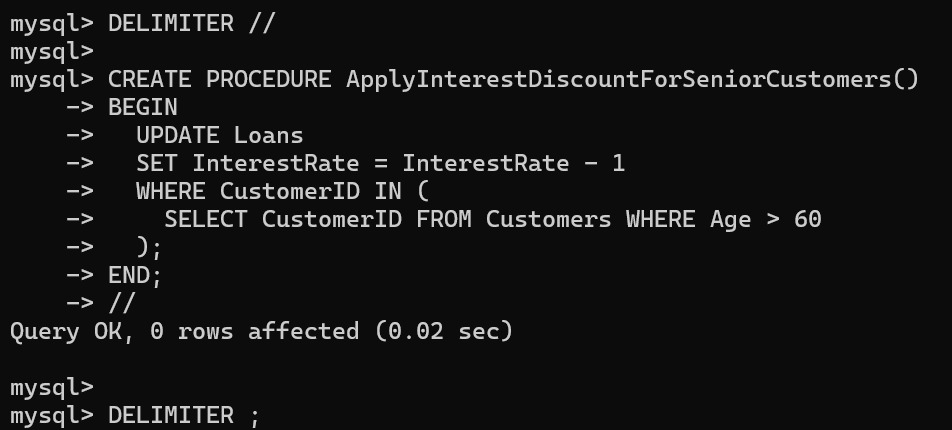 mysql> DELIMITER //
mysql>
mysql> CREATE PROCEDURE ApplyInterestDiscountForSeniorCustomers()
    -> BEGIN
    ->   UPDATE Loans
    ->   SET InterestRate = InterestRate - 1
    ->   WHERE CustomerID IN (
    ->     SELECT CustomerID FROM Customers WHERE Age > 60
    ->   );
    -> END;
    -> //
Query OK, 0 rows affected (0.02 sec)

mysql>
mysql> DELIMITER ;